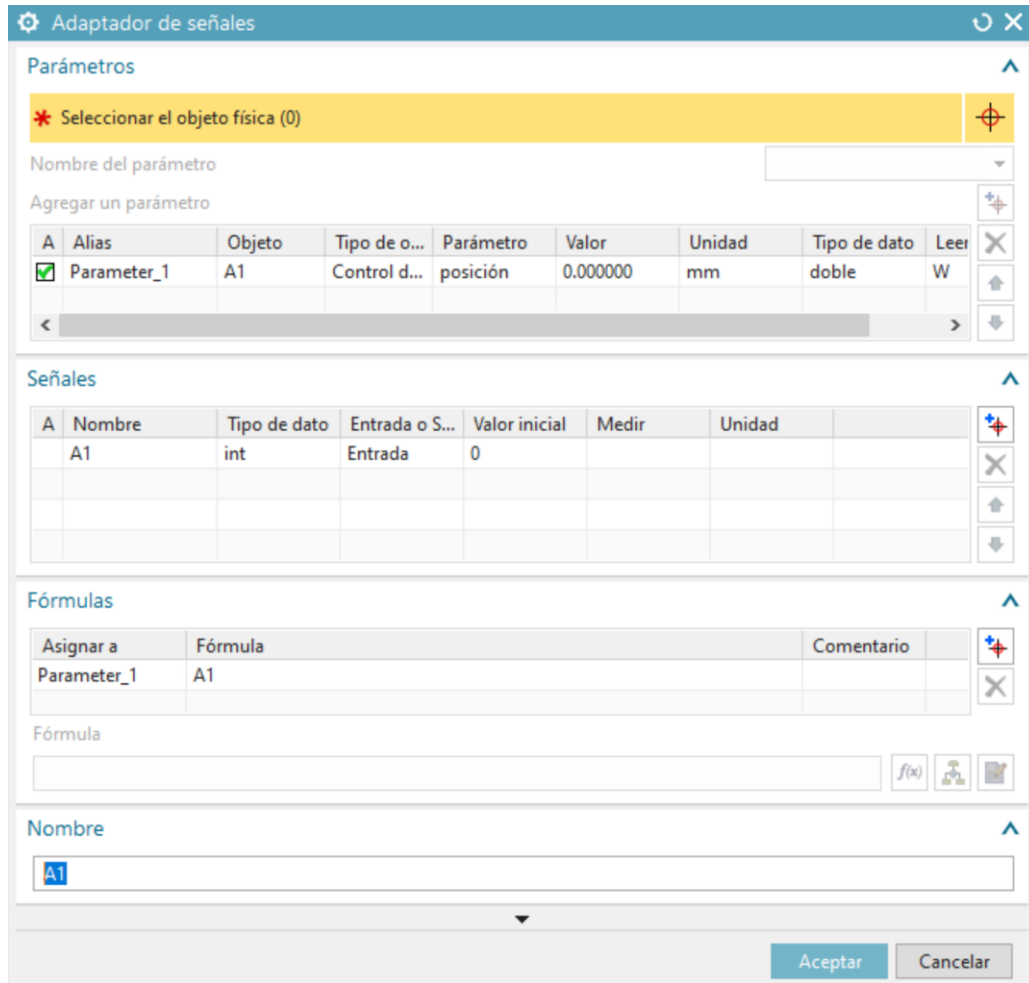 Adaptador de señales
Parámetros
* Seleccionar el objeto física (0)
Nombre del parámetro
Agregar un parámetro
A Alias Objeto Tipo de o... Parámetro Valor Unidad Tipo de dato Leer
Parameter_1 A1 Control d... posición 0.000000 mm doble W
Señales
A Nombre Tipo de dato Entrada o S... Valor inicial Medir Unidad
A1 int Entrada 0
Fórmulas
Asignar a Fórmula Comentario
Parameter_1 A1
Fórmula
f(x)
Nombre
A1
Aceptar Cancelar